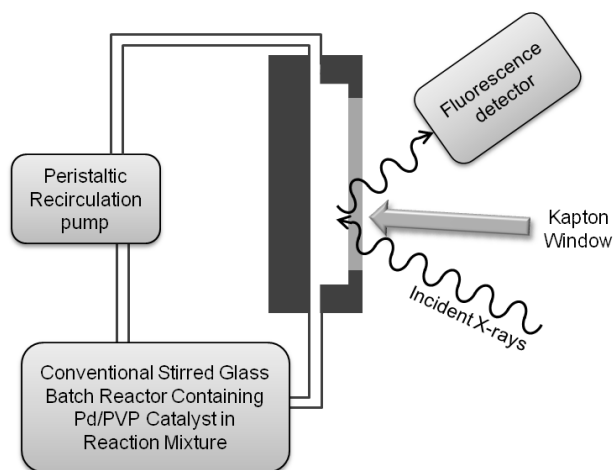 Fluorescence
detector
Peristaltic
Recirculation
pump
Kapton
Window
Incident X-rays
Conventional Stirred Glass
Batch Reactor Containing
Pd/PVP Catalyst in
Reaction Mixture